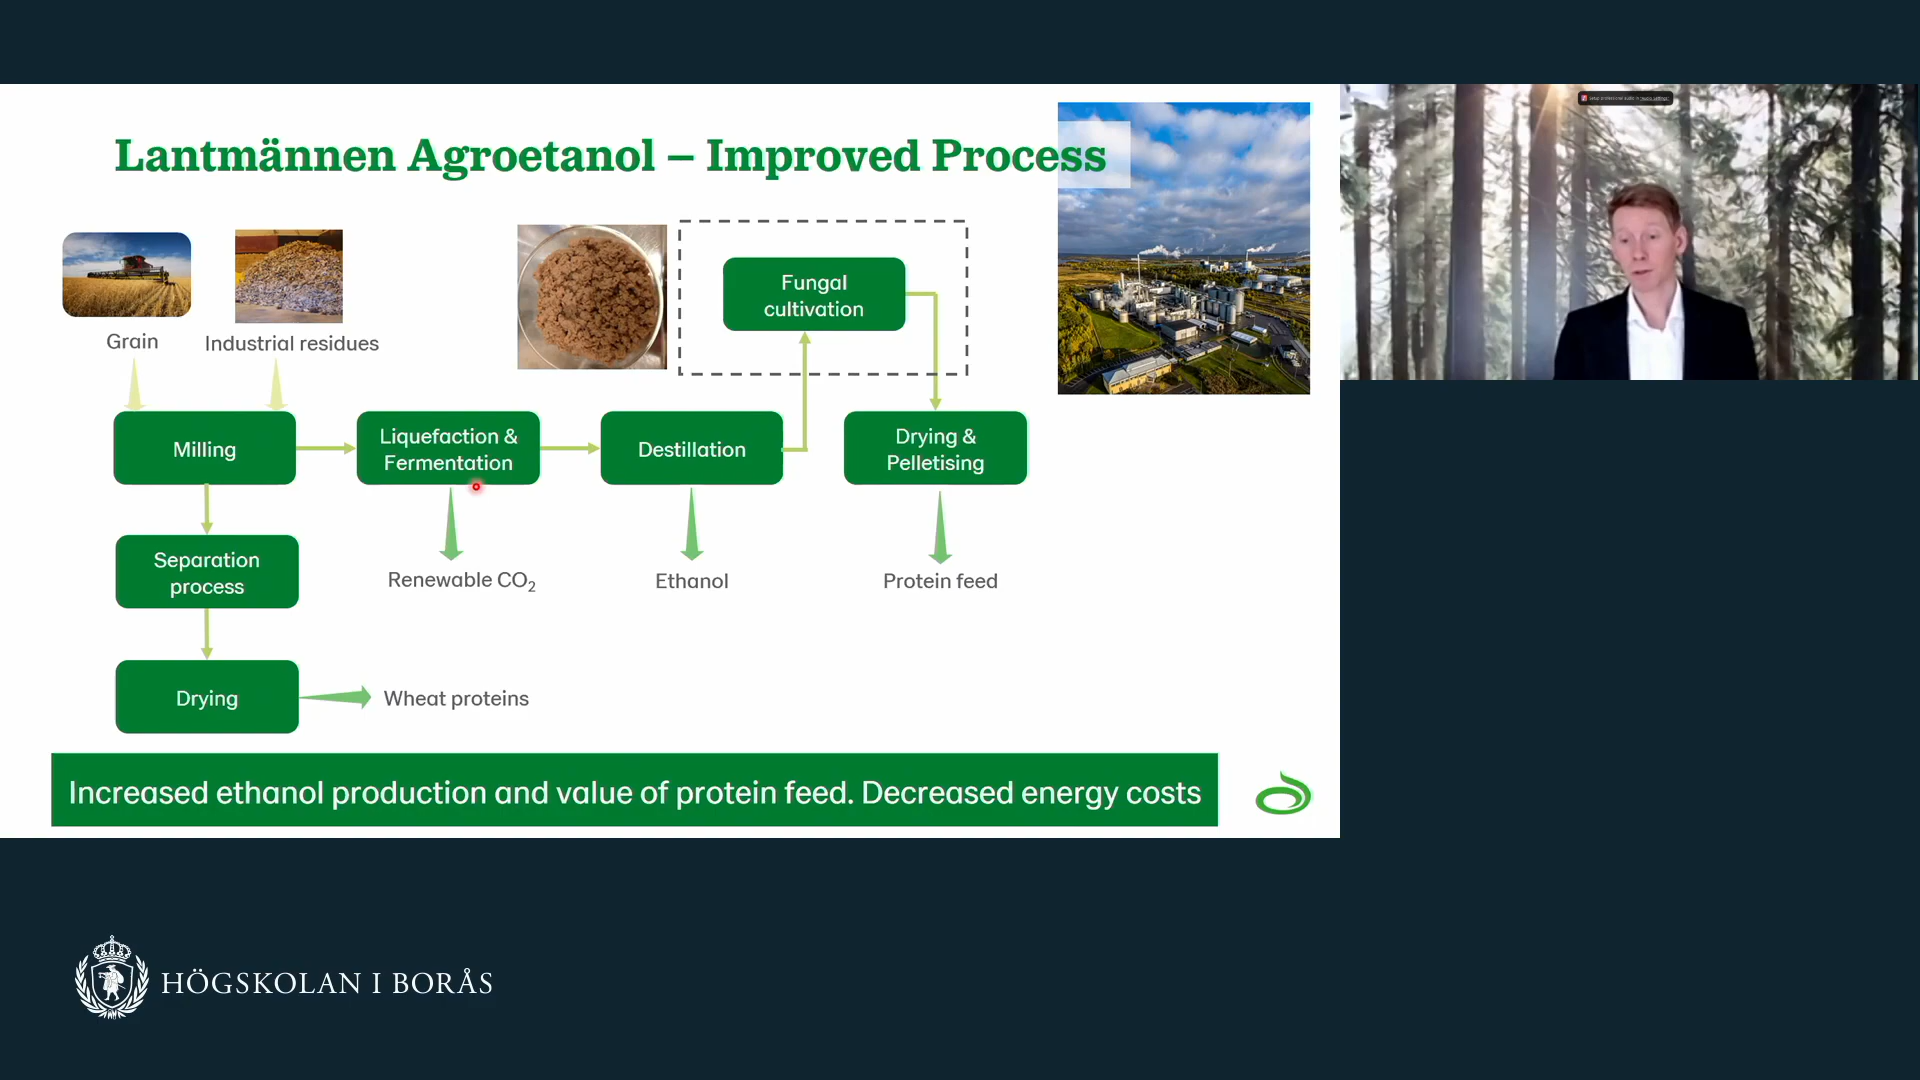 Lantmännen Agroetanol – Improved Process
Grain
Industrial residues
Fungal
cultivation
Milling
Liquefaction &
Fermentation
Destillation
Drying &
Pelletising
Separation
process
Renewable CO₂
Ethanol
Protein feed
Drying
Wheat proteins
Increased ethanol production and value of protein feed. Decreased energy costs
HÖGSKOLAN I BORÅS